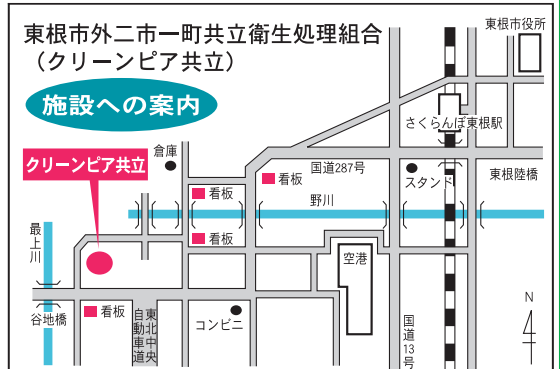 東根市外二市一町共立衛生処理組合
（クリーンピア共立）
施設への案内
東根市役所
さくらんぼ東根駅
倉庫
クリーンピア共立
国道287号
スタンド
東根陸橋
看板
看板
野川
最上川
看板
空港
谷地橋
看板
東北中央
自動車道
コンビニ
国道13号
N